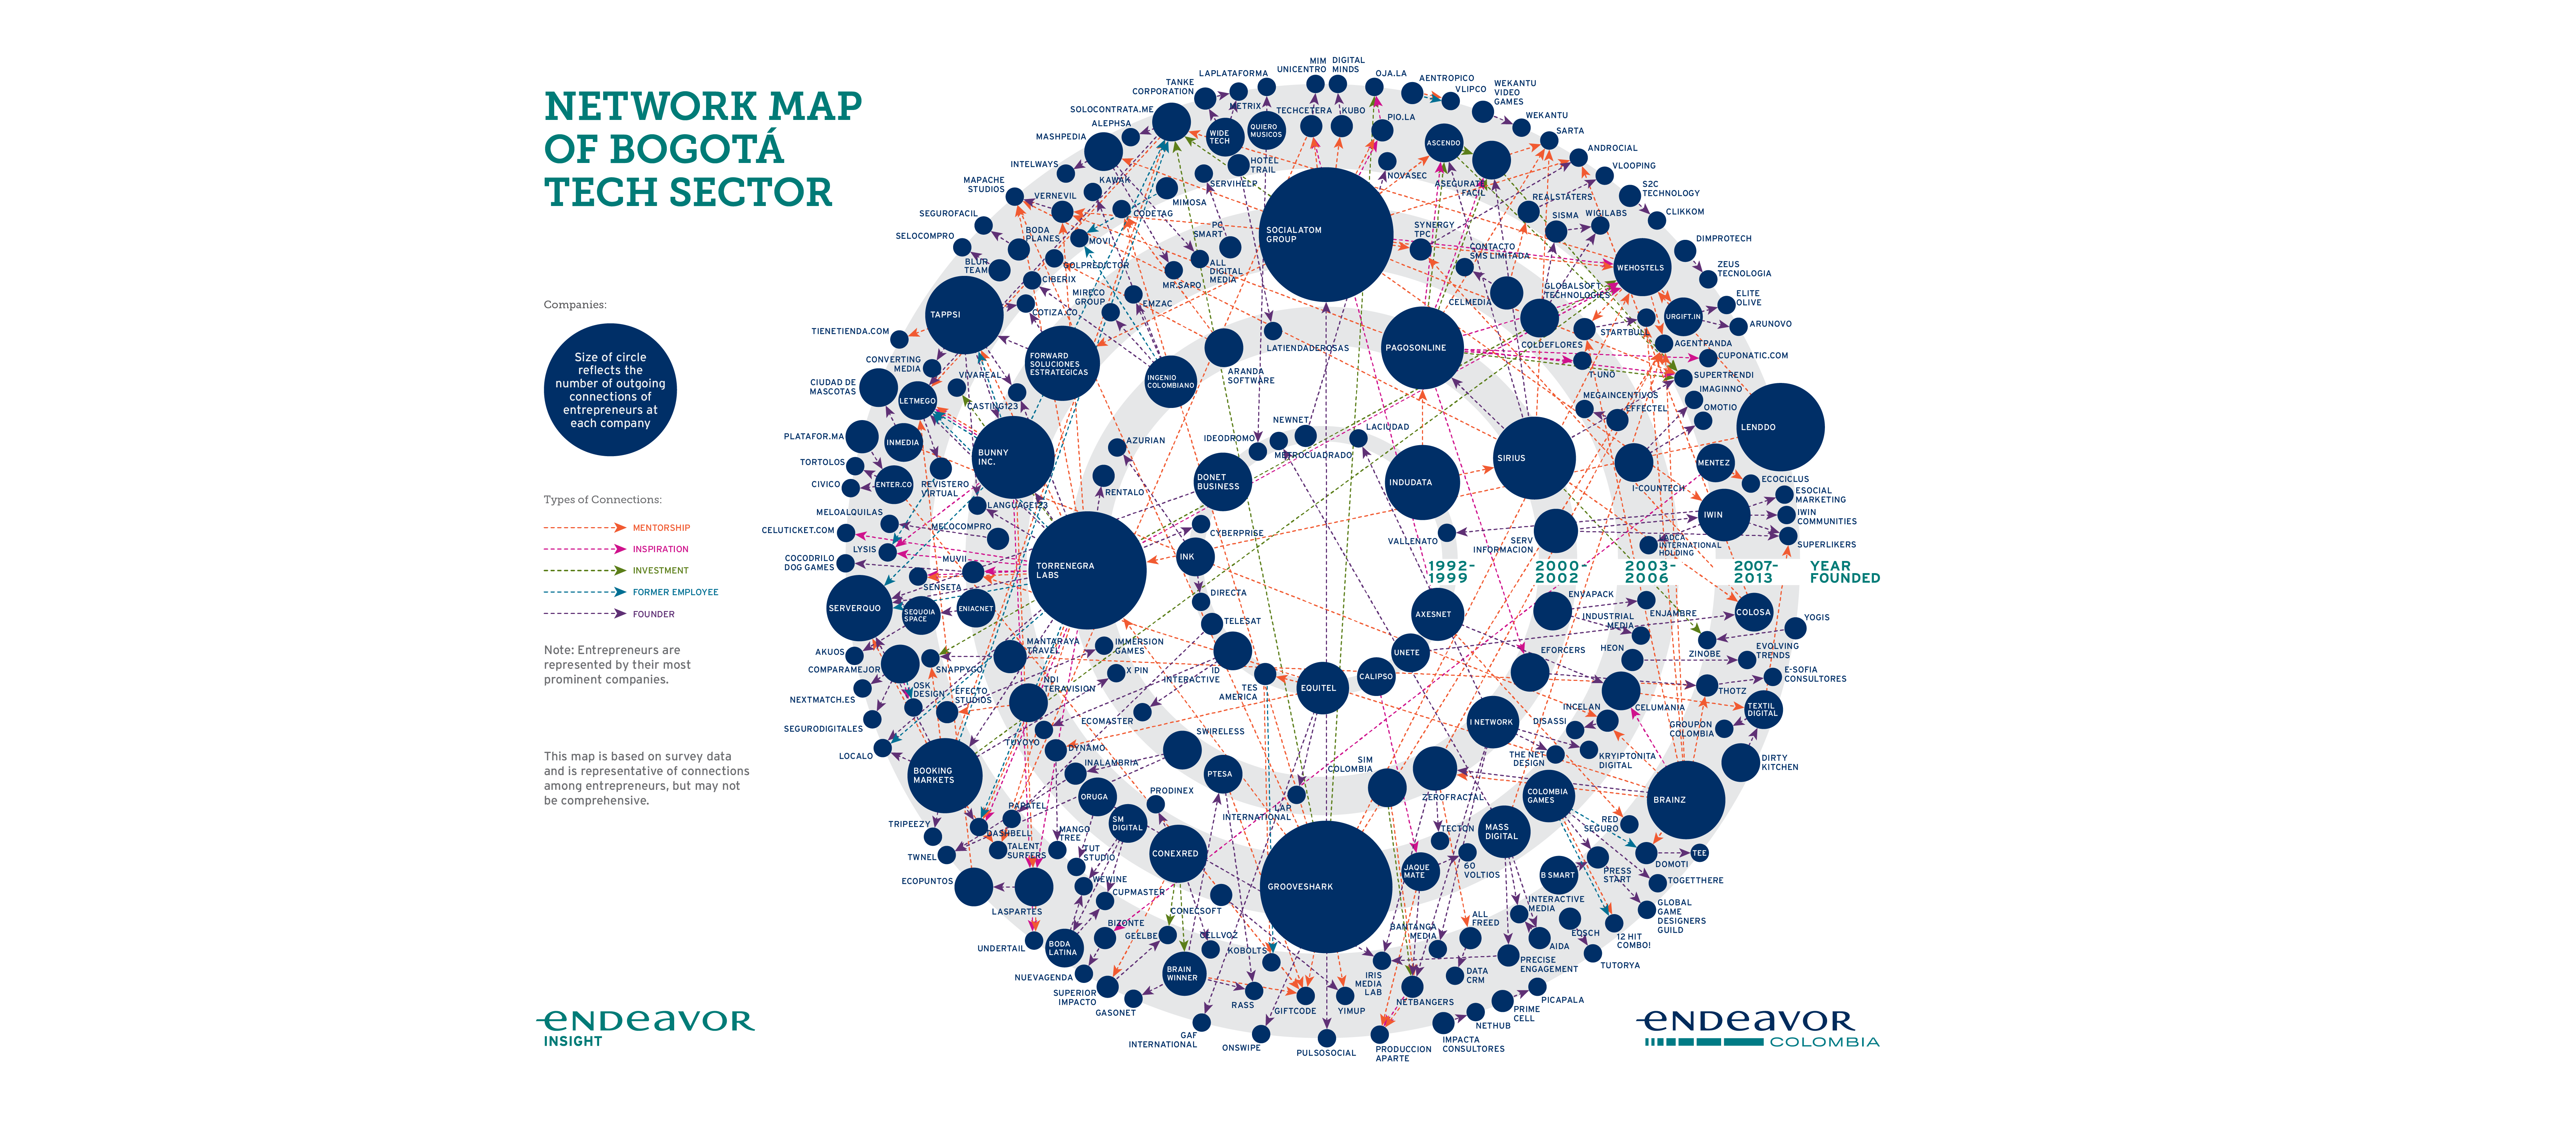 NETWORK MAP
OF BOGOTÁ
TECH SECTOR
Companies:
Size of circle
reflects the
number of outgoing
connections of
entrepreneurs at
each company
Types of Connections:
MENTORSHIP
INSPIRATION
INVESTMENT
FORMER EMPLOYEE
FOUNDER
Note: Entrepreneurs are
represented by their most
prominent companies.
This map is based on survey data
and is representative of connections
among entrepreneurs, but may not
be comprehensive.
ENDEAVOR
INSIGHT
MIM
UNICENTRO
DIGITAL
MINDS
LAPLATAFORMA
OJA.LA
AENTROPICO
TANKE
CORPORATION
VLIPCO
WEKANTU
VIDEO
GAMES
SOLOCONTRATA.ME
METRIX
TECHCETERA
KUBO
PIO.LA
WEKANTU
ALEPHSA
WIDE
TECH
QUIERO
MUSICOS
SARTA
MASHPEDIA
ASCENDO
ANDROCIAL
INTELWAYS
HOTEL
TRAIL
NOVASEC
VLOOPING
MAPACHE
STUDIOS
KAWAK
SERVIHELP
ASEGURATE
FACIL
S2C
TECHNOLOGY
VERNEVIL
MIMOSA
REALSTATERS
SEGUROFACIL
CODETAG
SISMA
WIGILABS
CLIKKOM
SELOCOMPRO
BODA
PLANES
MOVI
PC
SMART
SOCIALATOM
GROUP
SYNERGY
TPC
DIMPROTECH
BLUR
TEAM
GOLPREDICTOR
ALL
DIGITAL
MEDIA
CONTACTO
SMS LIMITADA
WEHOSTELS
ZEUS
TECNOLOGIA
CIBERIX
MR.SAPO
MIRECO
GROUP
EMZAC
CELMEDIA
GLOBALSOFT
TECHNOLOGIES
ELITE
OLIVE
TAPPSI
COTIZA.CO
URGIFT.IN
ARUNOVO
TIENETIENDA.COM
STARTBULL
CONVERTING
MEDIA
FORWARD
SOLUCIONES
ESTRATEGICAS
LATIENDADEROSAS
PAGOSONLINE
COLDEFLORES
AGENTPANDA
CUPONATIC.COM
CIUDAD DE
MASCOTAS
VIVAREAL
INGENIO
COLOMBIANO
ARANDA
SOFTWARE
T-UNO
SUPERTRENDI
LETMEGO
CASTING123
MEGAINCENTIVOS
IMAGINNO
EFFECTEL
OMOTIO
PLATAFOR.MA
INMEDIA
AZURIAN
IDEODROMO
NEWNET
LACIUDAD
LENDDO
METROCUADRADO
BUNNY
INC.
SIRIUS
TORTOLOS
MENTEZ
CIVICO
ENTER.CO
REVISTERO
VIRTUAL
RENTALO
DONET
BUSINESS
INDUDATA
I-COUNTECH
ECOCICLUS
LANGUAGE123
ESOCIAL
MARKETING
MELOALQUILAS
MELOCOMPRO
IWIN
IWIN
COMMUNITIES
CELUTICKET.COM
CYBERPRISE
VALLENATO
SERV
INFORMACION
SUPERLIKERS
LYSIS
MUVII
INK
INTERNATIONAL
HOLDING
COCODRILO
DOG GAMES
TORRENEGRA
LABS
1992-
1999
2000-
2002
2003-
2006
2007-
2013
YEAR
FOUNDED
SENSETA
DIRECTA
SERVERQUO
SEQUOIA
SPACE
ENIACNET
TELESAT
AXESNET
ENVAPACK
INDUSTRIAL
MEDIA
ENJAMBRE
COLOSA
YOGIS
AKUOS
MANTARAYA
TRAVEL
IMMERSION
GAMES
UNETE
EFORCERS
HEON
ZINOBE
EVOLVING
TRENDS
COMPARAMEJOR
SNAPPYGO
X PIN
ID
INTERACTIVE
CALIPSO
E-SOFIA
CONSULTORES
NEXTMATCH.ES
OSK
DESIGN
EFECTO
STUDIOS
NDI
TERAVISION
TES
AMERICA
EQUITEL
THOTZ
TEXTIL
DIGITAL
SEGURODIGITALES
ECOMASTER
I NETWORK
INCELAN
CELUMANIA
DISASSI
GROUPON
COLOMBIA
LOCALO
TUYOYO
DYNAMO
SWIRELESS
SIM
COLOMBIA
THE NET
DESIGN
KRYPTONITA
DIGITAL
DIRTY
KITCHEN
BOOKING
MARKETS
INALAMBRIA
PTESA
ZEROFRACTAL
COLOMBIA
GAMES
BRAINZ
ORUGA
PRODINEX
LAP
INTERNATIONAL
TRIPEEZY
PARATEL
DASHBELL
SM
DIGITAL
TECTON
MASS
DIGITAL
RED
SEGURO
MANGO
TREE
TWNEL
TALENT
SURFERS
TUT
STUDIO
CONEXRED
JAQUE
MATE
60
VOLTIOS
DOMOTI
TEE
ECOPUNTOS
WEWINE
GROOVESHARK
B SMART
PRESS
START
TOGETTHERE
CUPMASTER
LASPARTES
CONECSOFT
INTERACTIVE
MEDIA
GLOBAL
GAME
DESIGNERS
GUILD
BIZONTE
ALL
FREED
BANTANGA
MEDIA
EOSCH
12 HIT
COMBO!
UNDERTAIL
BODA
LATINA
GEELBE
CELLVOZ
KOBOLTS
AIDA
TUTORYA
NUEVAGENDA
BRAIN
WINNER
IRIS
MEDIA
LAB
DATA
CRM
PRECISE
ENGAGEMENT
SUPERIOR
IMPACTO
GASONET
RASS
GIFTCODE
YIMUP
NETBANGERS
PRIME
CELL
PICAPALA
GAF
INTERNATIONAL
ONSWIPE
PULSOSOCIAL
PRODUCCION
APARTE
IMPACTA
CONSULTORES
NETHUB
ENDEAVOR
COLOMBIA